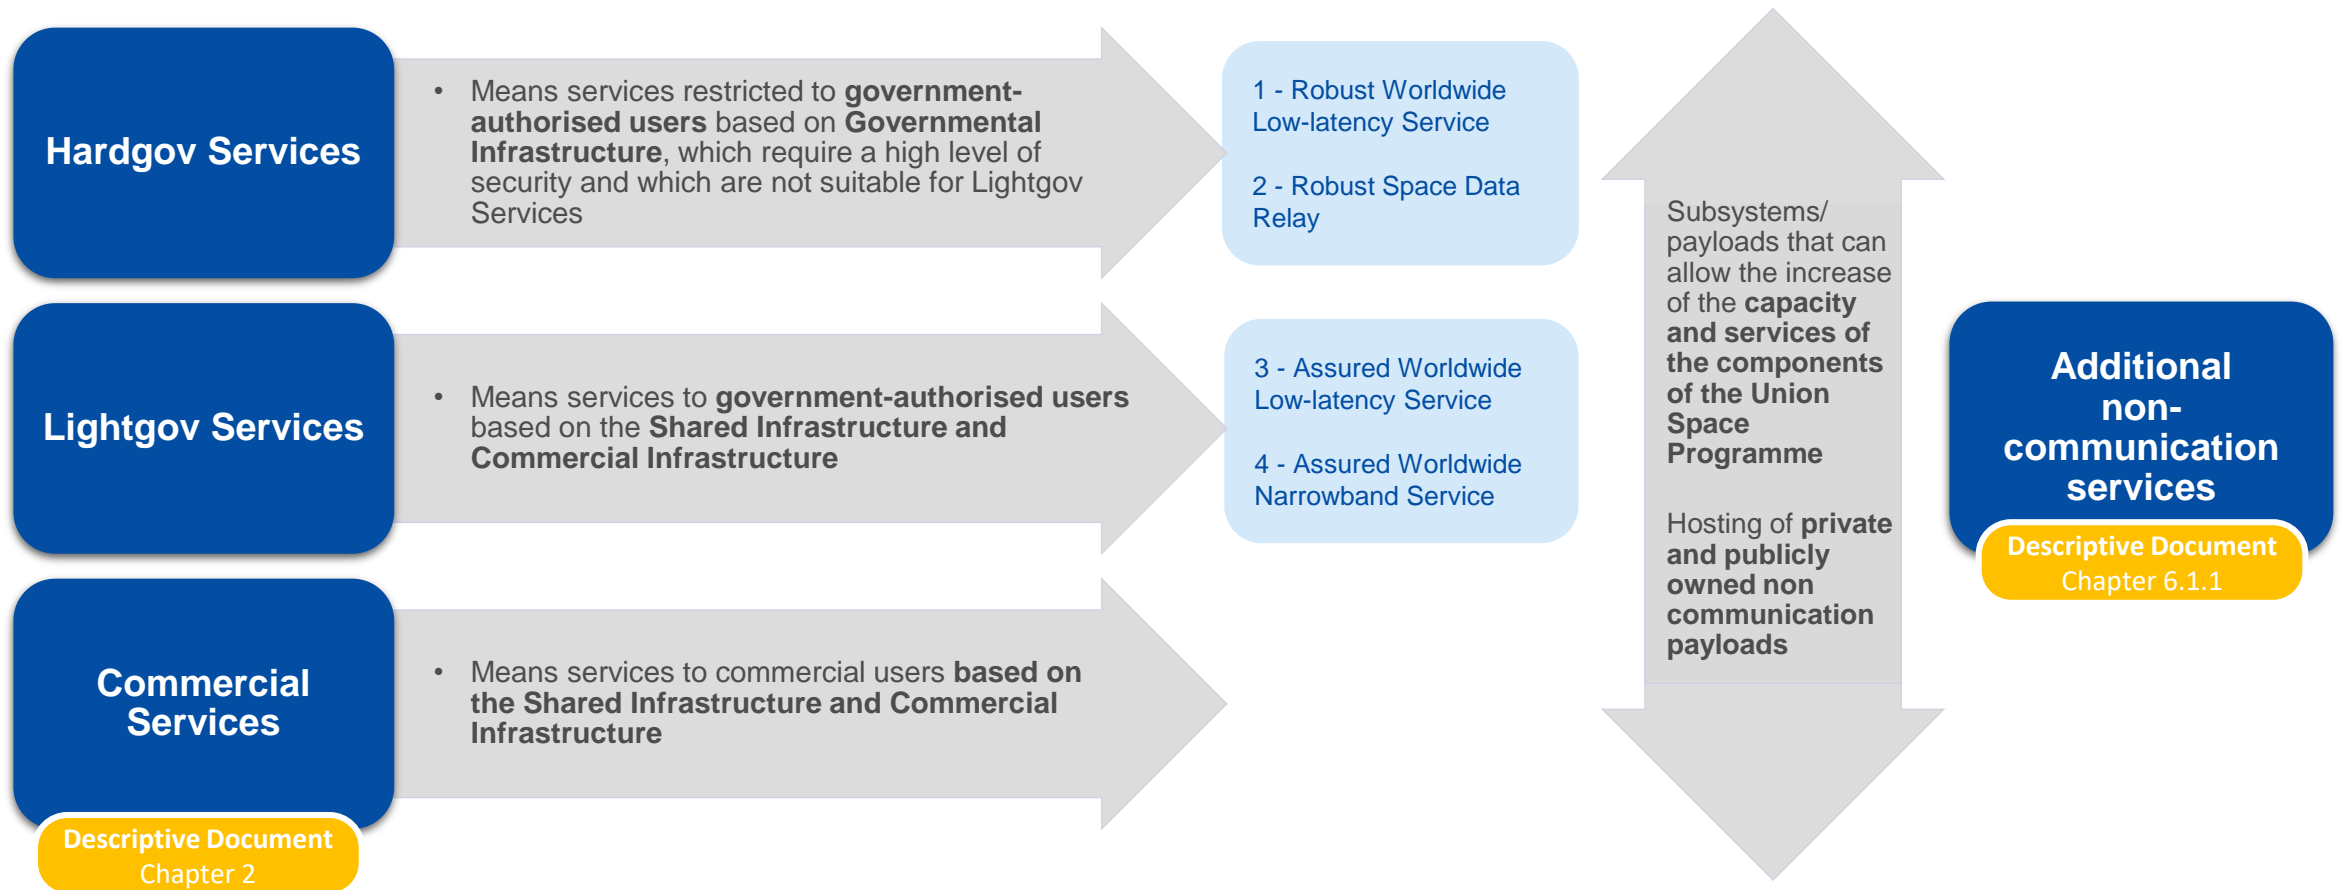 Hardgov Services
• Means services restricted to government-
authorised users based on Governmental
Infrastructure, which require a high level of
security and which are not suitable for Lightgov
Services
1 - Robust Worldwide
Low-latency Service
2 - Robust Space Data
Relay
Lightgov Services
• Means services to government-authorised users
based on the Shared Infrastructure and
Commercial Infrastructure
3 - Assured Worldwide
Low-latency Service
4 - Assured Worldwide
Narrowband Service
Commercial
Services
Descriptive Document
Chapter 2
• Means services to commercial users based on
the Shared Infrastructure and Commercial
Infrastructure
Subsystems/
payloads that can
allow the increase
of the capacity
and services of
the components
of the Union
Space
Programme
Hosting of private
and publicly
owned non
communication
payloads
Additional
non-
communication
services
Descriptive Document
Chapter 6.1.1